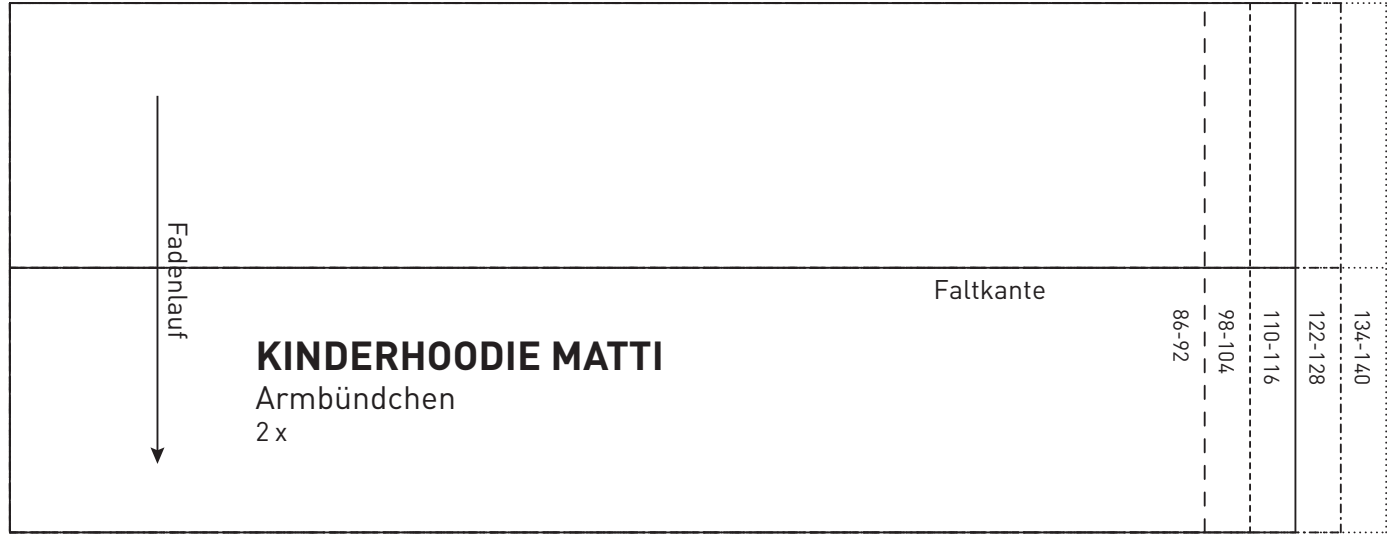 Fadenlauf
Faltkante
KINDERHOODIE MATTI
Armbündchen
2 x
86-92
98-104
110-116
122-128
134-140